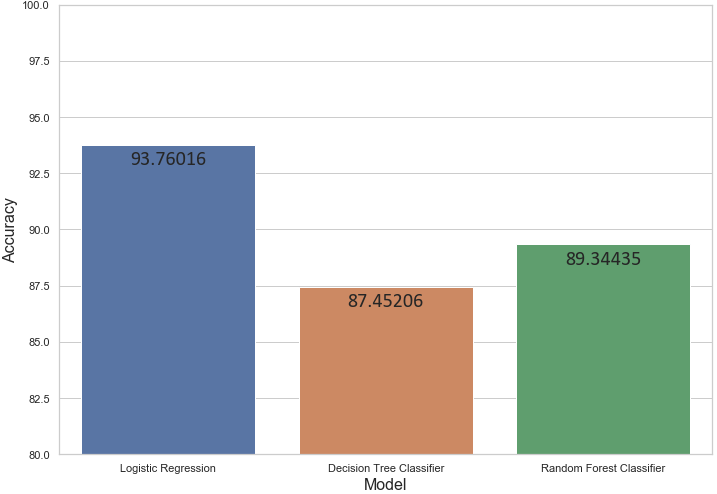 100.0
97.5
95.0
92.5
90.0
87.5
85.0
82.5
80.0
Accuracy
93.76016
87.45206
89.34435
Logistic Regression
Decision Tree Classifier
Random Forest Classifier
Model